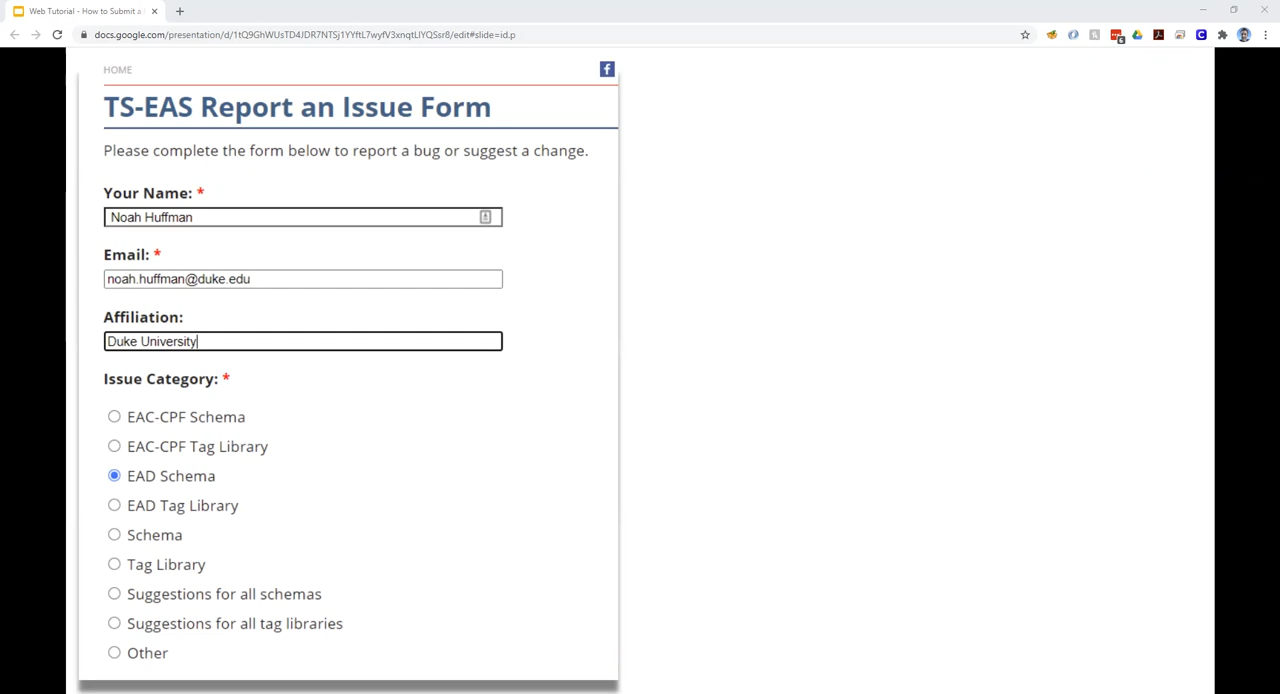 Web Tutorial - How to Submit a
docs.google.com/presentation/d/1tQ9GhWUsTD4JDR7NTSj1YYftL7wyfV3xnqtLlYQSsr8/edit#slide=id.p
HOME
TS-EAS Report an Issue Form
Please complete the form below to report a bug or suggest a change.
Your Name: *
Noah Huffman
Email: *
noah.huffman@duke.edu
Affiliation:
Duke University
Issue Category: *
EAC-CPF Schema
EAC-CPF Tag Library
EAD Schema
EAD Tag Library
Schema
Tag Library
Suggestions for all schemas
Suggestions for all tag libraries
Other